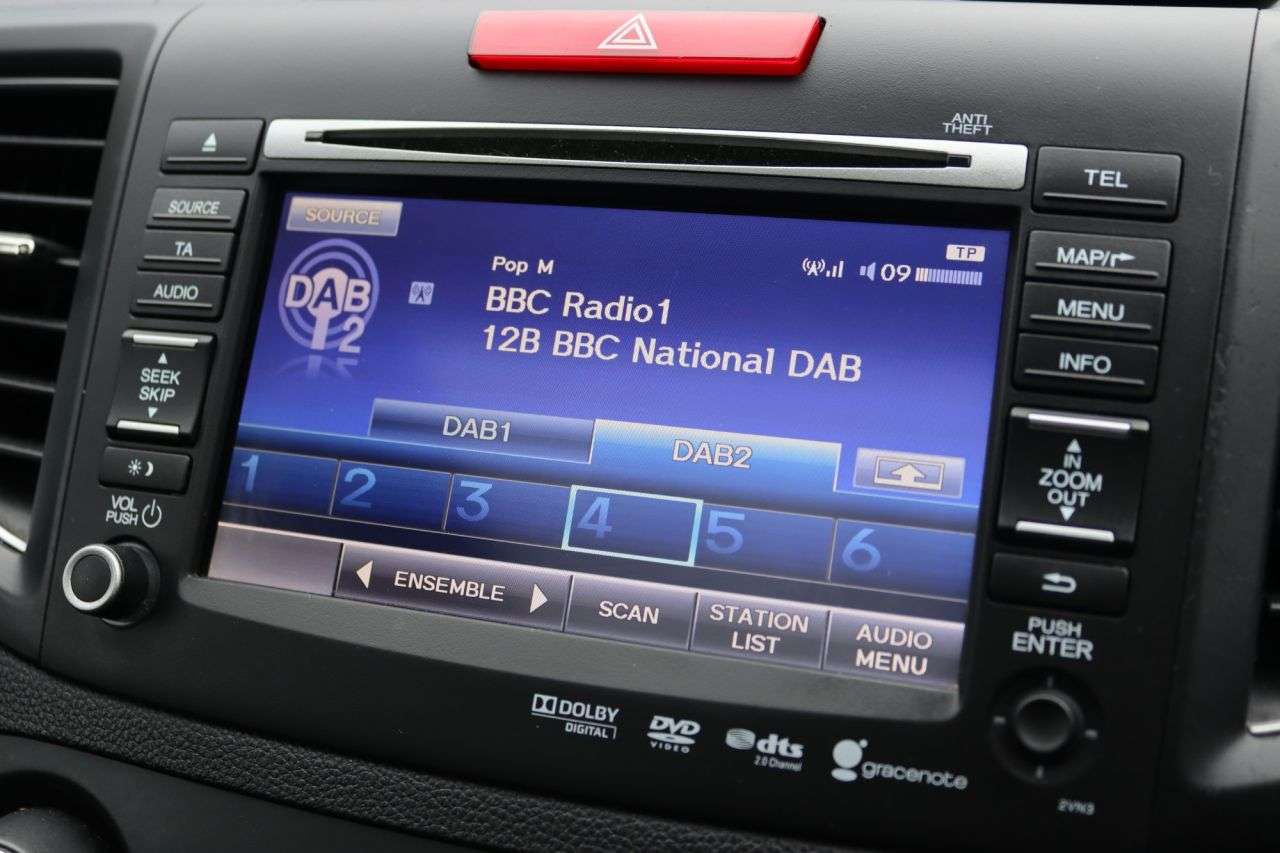 ANTI
THEFT
SOURCE
TA
AUDIO
SEEK
SKIP
VOL
PUSH
SOURCE
DAB
2
Pop M
BBC Radio1
12B BBC National DAB
TP
09
DAB1
DAB2
1 2 3 4 5 6
ENSEMBLE
SCAN
STATION
LIST
AUDIO
MENU
TEL
MAP/
MENU
INFO
IN
ZOOM
OUT
PUSH
ENTER
DOLBY
DIGITAL
DVD
VIDEO
dts
2.0 Channel
gracenote